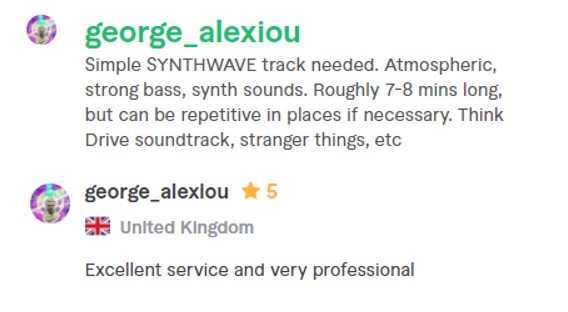 george_alexiou
Simple SYNTHWAVE track needed. Atmospheric,
strong bass, synth sounds. Roughly 7-8 mins long,
but can be repetitive in places if necessary. Think
Drive soundtrack, stranger things, etc
george_alexiou ★ 5
United Kingdom
Excellent service and very professional